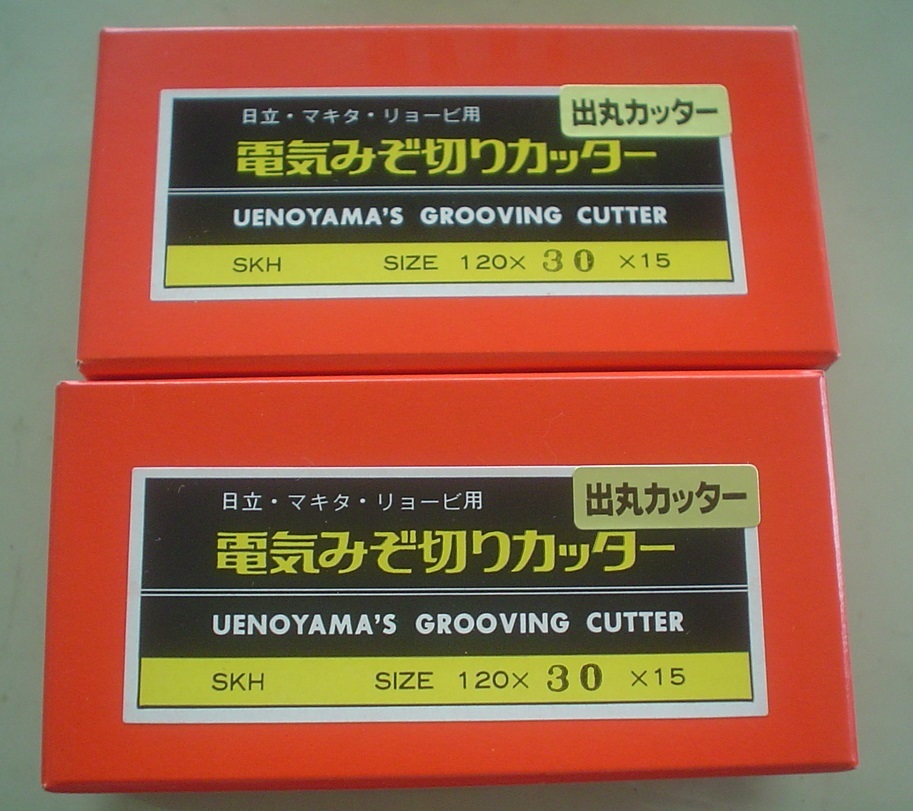 日立・マキタ・リョービ用
出丸カッター
電気みぞ切りカッター
UENOYAMA'S GROOVING CUTTER
SKH SIZE 120× 30 ×15
日立・マキタ・リョービ用
出丸カッター
電気みぞ切りカッター
UENOYAMA'S GROOVING CUTTER
SKH SIZE 120× 30 ×15